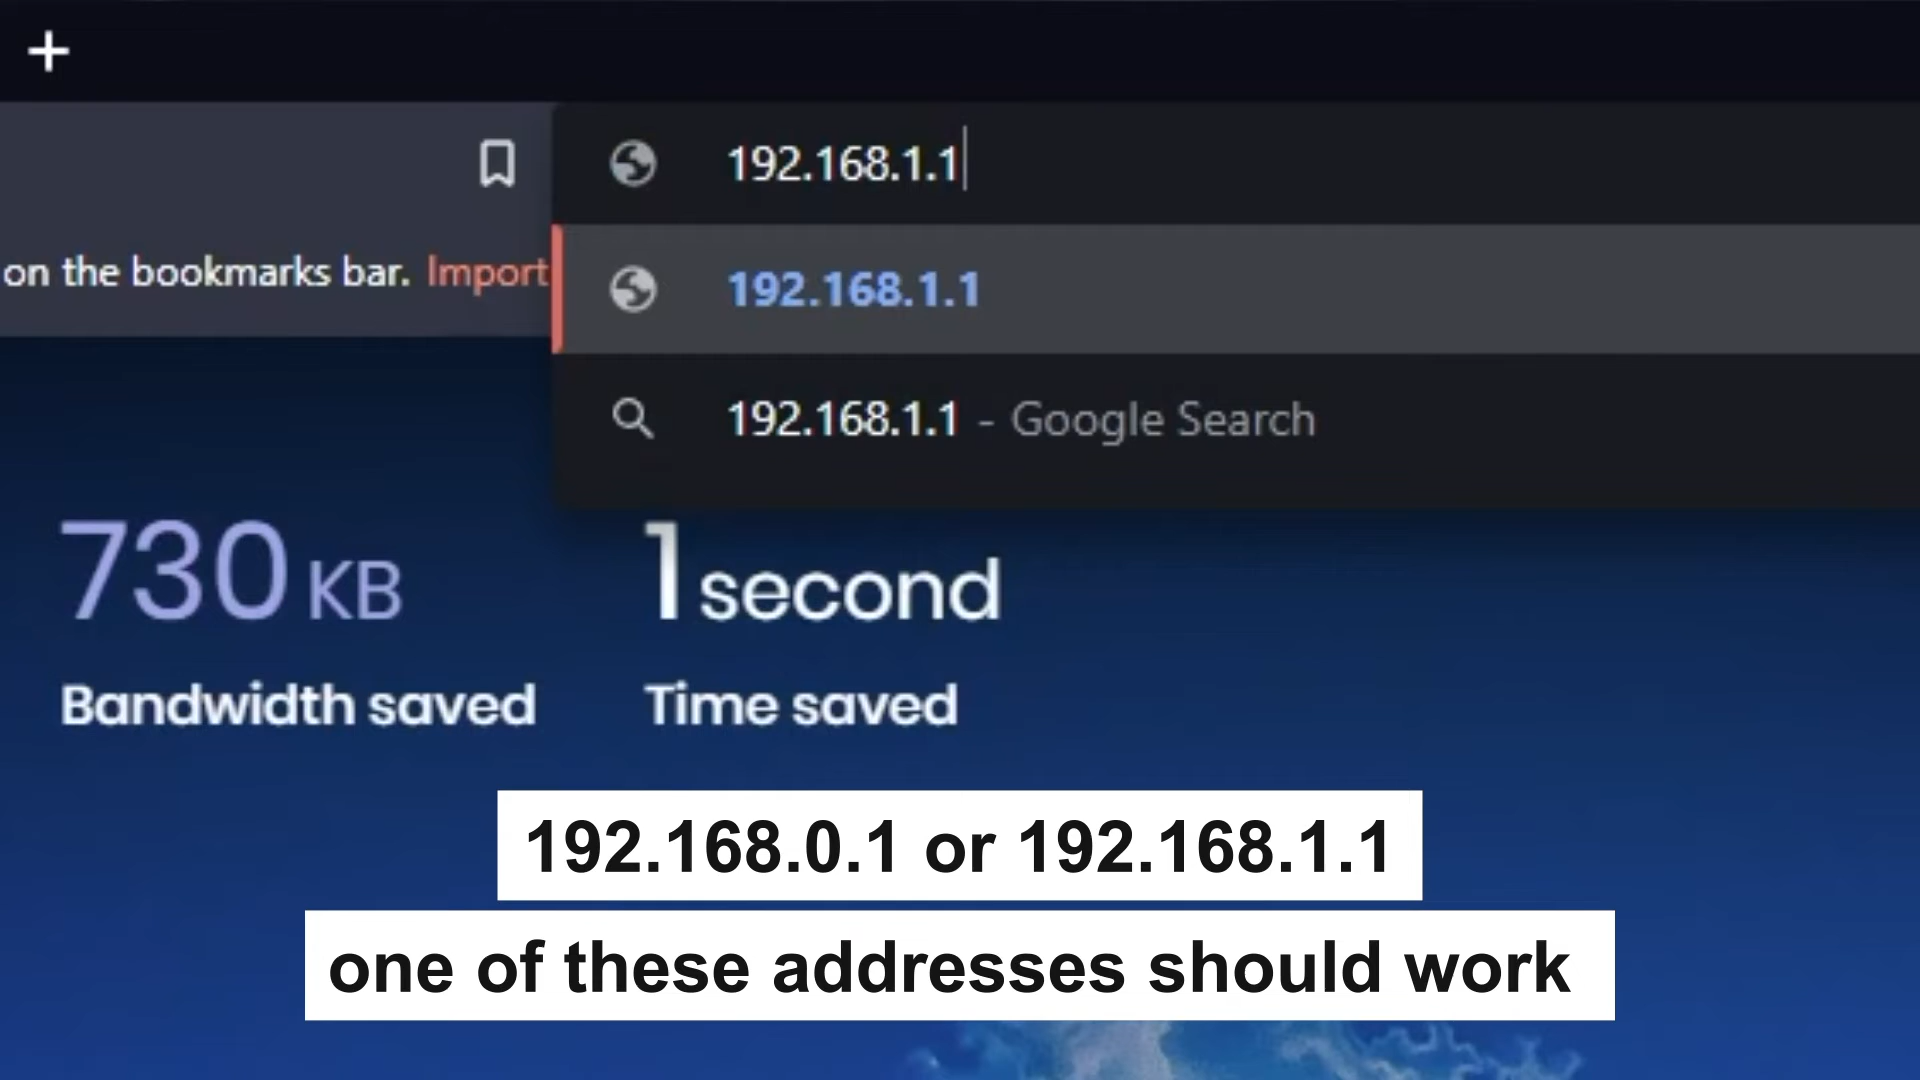 192.168.1.1
on the bookmarks bar. Import
192.168.1.1
192.168.1.1 - Google Search
730 KB
1 second
Bandwidth saved
Time saved
192.168.0.1 or 192.168.1.1
one of these addresses should work